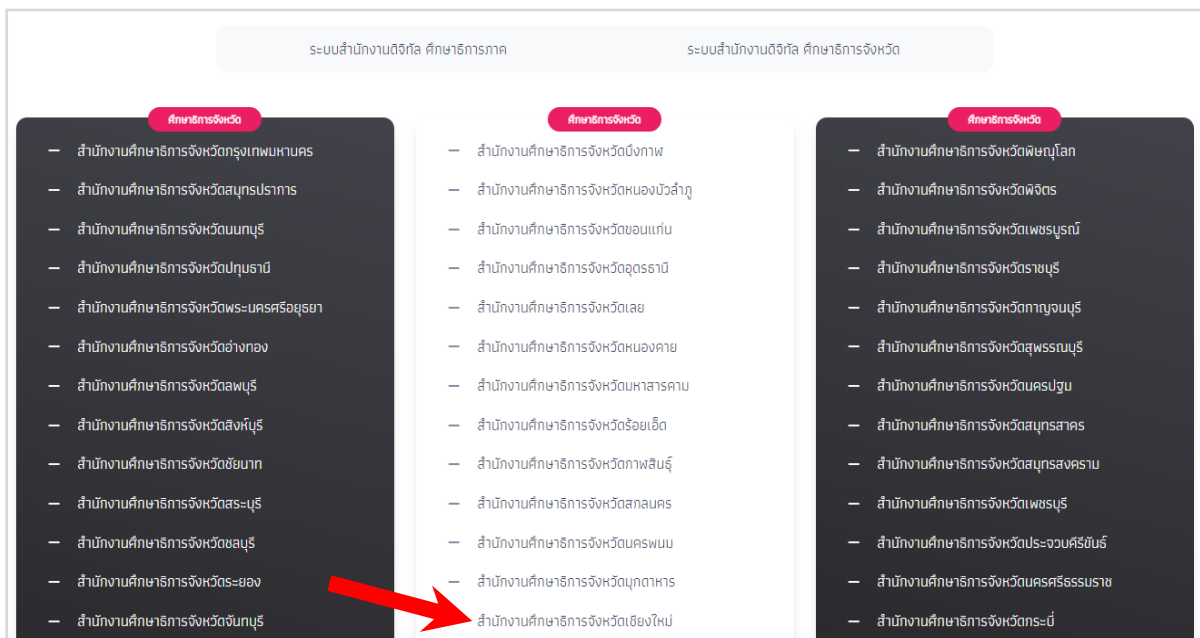 ระบบสำนักงานดิจิทัล ศึกษาธิการภาค
ระบบสำนักงานดิจิทัล ศึกษาธิการจังหวัด
ศึกษาธิการจังหวัด
สำนักงานศึกษาธิการจังหวัดกรุงเทพมหานคร
สำนักงานศึกษาธิการจังหวัดสมุทรปราการ
สำนักงานศึกษาธิการจังหวัดนนทบุรี
สำนักงานศึกษาธิการจังหวัดปทุมธานี
สำนักงานศึกษาธิการจังหวัดพระนครศรีอยุธยา
สำนักงานศึกษาธิการจังหวัดอ่างทอง
สำนักงานศึกษาธิการจังหวัดลพบุรี
สำนักงานศึกษาธิการจังหวัดสิงห์บุรี
สำนักงานศึกษาธิการจังหวัดชัยนาท
สำนักงานศึกษาธิการจังหวัดสระบุรี
สำนักงานศึกษาธิการจังหวัดชลบุรี
สำนักงานศึกษาธิการจังหวัดระยอง
สำนักงานศึกษาธิการจังหวัดจันทบุรี
ศึกษาธิการจังหวัด
สำนักงานศึกษาธิการจังหวัดบึงกาฬ
สำนักงานศึกษาธิการจังหวัดหนองบัวลำภู
สำนักงานศึกษาธิการจังหวัดขอนแก่น
สำนักงานศึกษาธิการจังหวัดอุดรธานี
สำนักงานศึกษาธิการจังหวัดเลย
สำนักงานศึกษาธิการจังหวัดหนองคาย
สำนักงานศึกษาธิการจังหวัดมหาสารคาม
สำนักงานศึกษาธิการจังหวัดร้อยเอ็ด
สำนักงานศึกษาธิการจังหวัดกาฬสินธุ์
สำนักงานศึกษาธิการจังหวัดสกลนคร
สำนักงานศึกษาธิการจังหวัดนครพนม
สำนักงานศึกษาธิการจังหวัดมุกดาหาร
สำนักงานศึกษาธิการจังหวัดเชียงใหม่
ศึกษาธิการจังหวัด
สำนักงานศึกษาธิการจังหวัดพิษณุโลก
สำนักงานศึกษาธิการจังหวัดพิจิตร
สำนักงานศึกษาธิการจังหวัดเพชรบูรณ์
สำนักงานศึกษาธิการจังหวัดราชบุรี
สำนักงานศึกษาธิการจังหวัดกาญจนบุรี
สำนักงานศึกษาธิการจังหวัดสุพรรณบุรี
สำนักงานศึกษาธิการจังหวัดนครปฐม
สำนักงานศึกษาธิการจังหวัดสมุทรสาคร
สำนักงานศึกษาธิการจังหวัดสมุทรสงคราม
สำนักงานศึกษาธิการจังหวัดเพชรบุรี
สำนักงานศึกษาธิการจังหวัดประจวบคีรีขันธ์
สำนักงานศึกษาธิการจังหวัดนครศรีธรรมราช
สำนักงานศึกษาธิการจังหวัดกระบี่